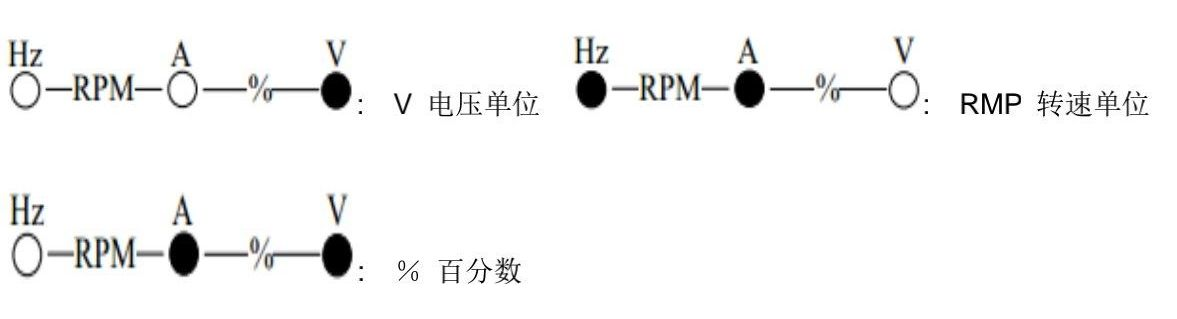 Hz A V Hz A V
○—RPM—○—%—●: V 电压单位 ●—RPM—●—%—○: RMP 转速单位
Hz A V
○—RPM—●—%—●: % 百分数